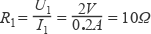 R₁ = U₁/I₁ = 2V/0.2A = 10Ω